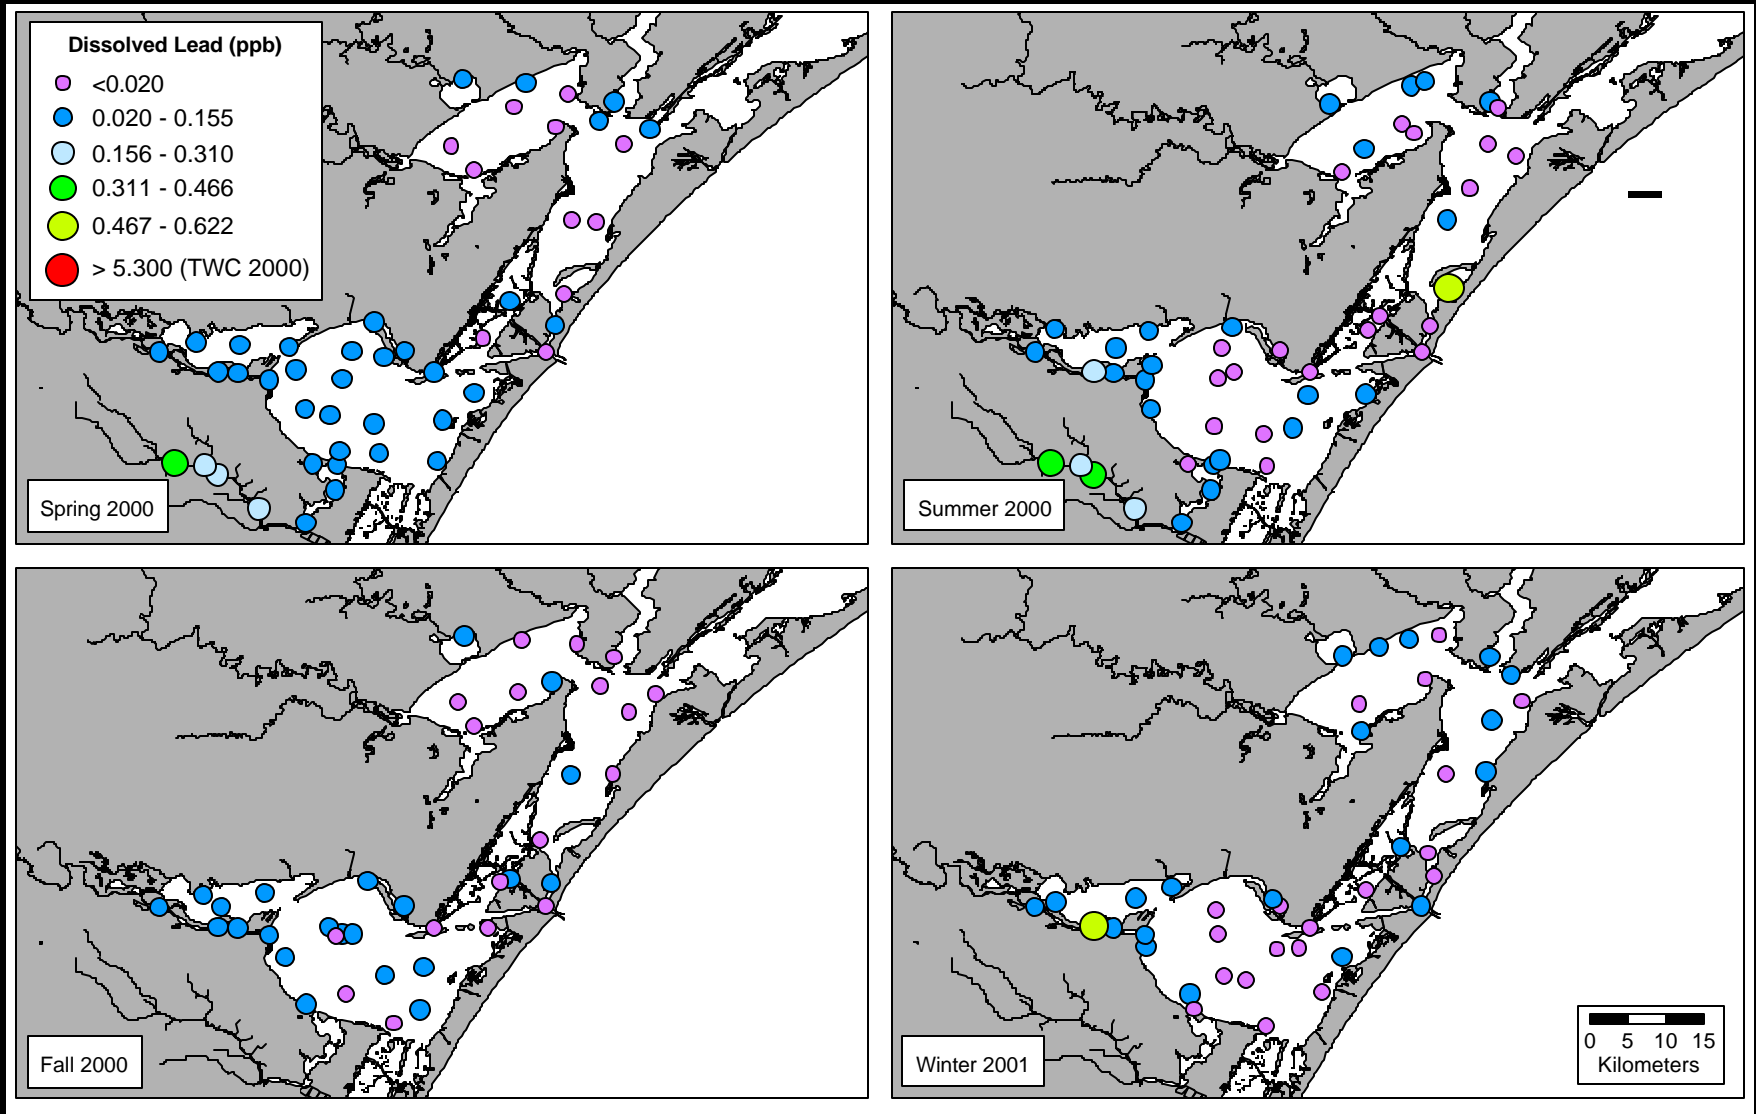 Dissolved Lead (ppb)
<0.020
0.020 - 0.155
0.156 - 0.310
0.311 - 0.466
0.467 - 0.622
> 5.300 (TWC 2000)
Spring 2000
Summer 2000
Fall 2000
Winter 2001
0 5 10 15
Kilometers